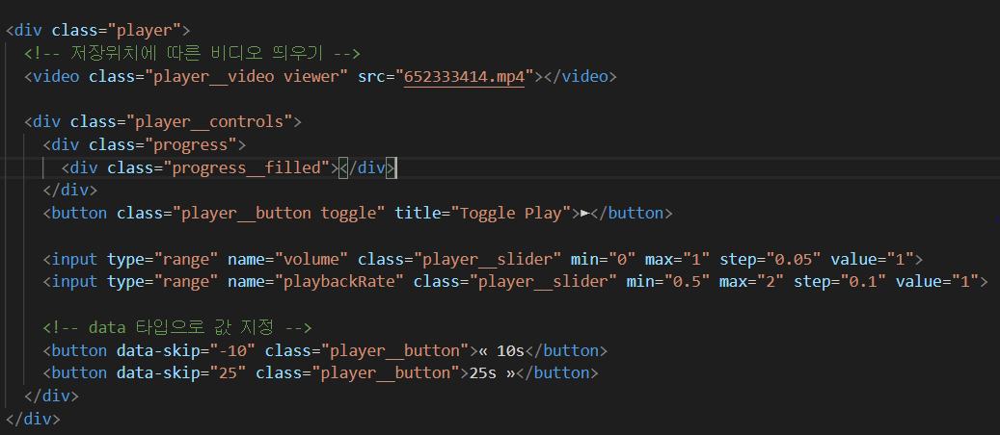 <div class="player">
<!-- 저장위치에 따른 비디오 띄우기 -->
<video class="player__video viewer" src="652333414.mp4"></video>
<div class="player__controls">
<div class="progress">
<div class="progress__filled"></div>
</div>
<button class="player__button toggle" title="Toggle Play">►</button>
<input type="range" name="volume" class="player__slider" min="0" max="1" step="0.05" value="1">
<input type="range" name="playbackRate" class="player__slider" min="0.5" max="2" step="0.1" value="1">
<!-- data 타입으로 값 지정 -->
<button data-skip="-10" class="player__button">« 10s</button>
<button data-skip="25" class="player__button">25s »</button>
</div>
</div>